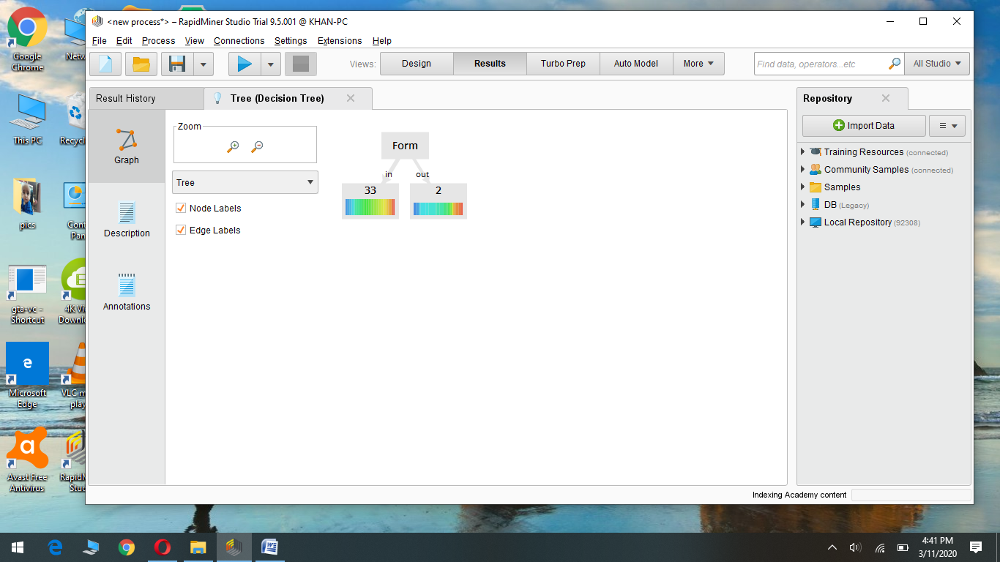 <new process*> – RapidMiner Studio Trial 9.5.001 @ KHAN-PC
File Edit Process View Connections Settings Extensions Help
Views: Design Results Turbo Prep Auto Model More Find data, operators...etc All Studio
Result History Tree (Decision Tree) Repository
Graph
Description
Annotations
Zoom
Tree
Node Labels
Edge Labels
Form
in out
33 2
Import Data
Training Resources (connected)
Community Samples (connected)
Samples
DB (Legacy)
Local Repository (92308)
Indexing Academy content
Google
Chrome
This PC
pics
gta-vc -
Shortcut
4K Vi
Downlo
Microsoft
Edge
VLC m
play
Avast Free
Antivirus
RapidM
Stud
Netw
Recycl
Cont
Pan
4:41 PM
3/11/2020